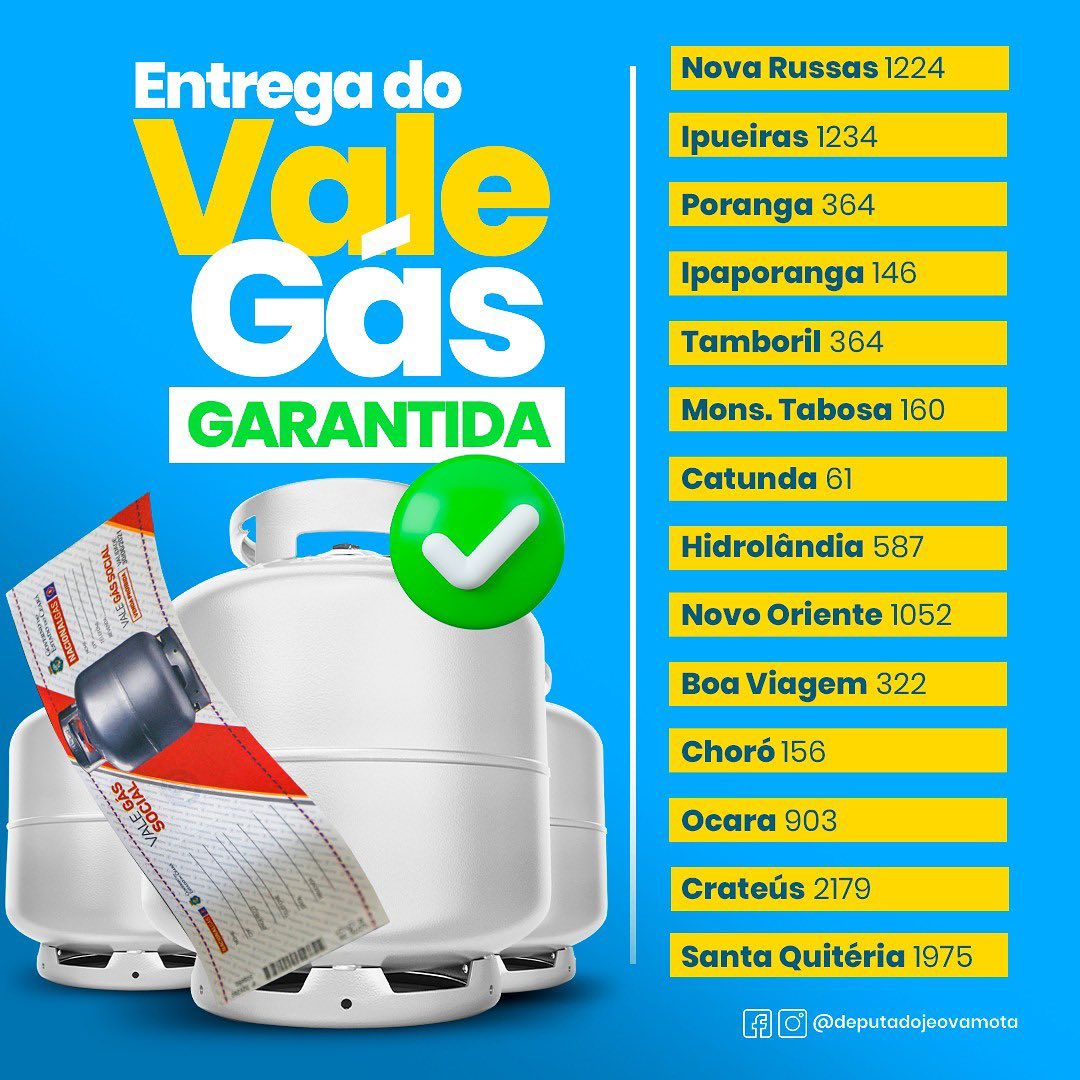 Entrega do
Vale
Gás
GARANTIDA
Nova Russas 1224
Ipueiras 1234
Poranga 364
Ipaporanga 146
Tamboril 364
Mons. Tabosa 160
Catunda 61
Hidrolândia 587
Novo Oriente 1052
Boa Viagem 322
Choró 156
Ocara 903
Crateús 2179
Santa Quitéria 1975
NACIONALGÁS
VALE GÁS SOCIAL
VALE GÁS
SOCIAL
@deputadojeovamota